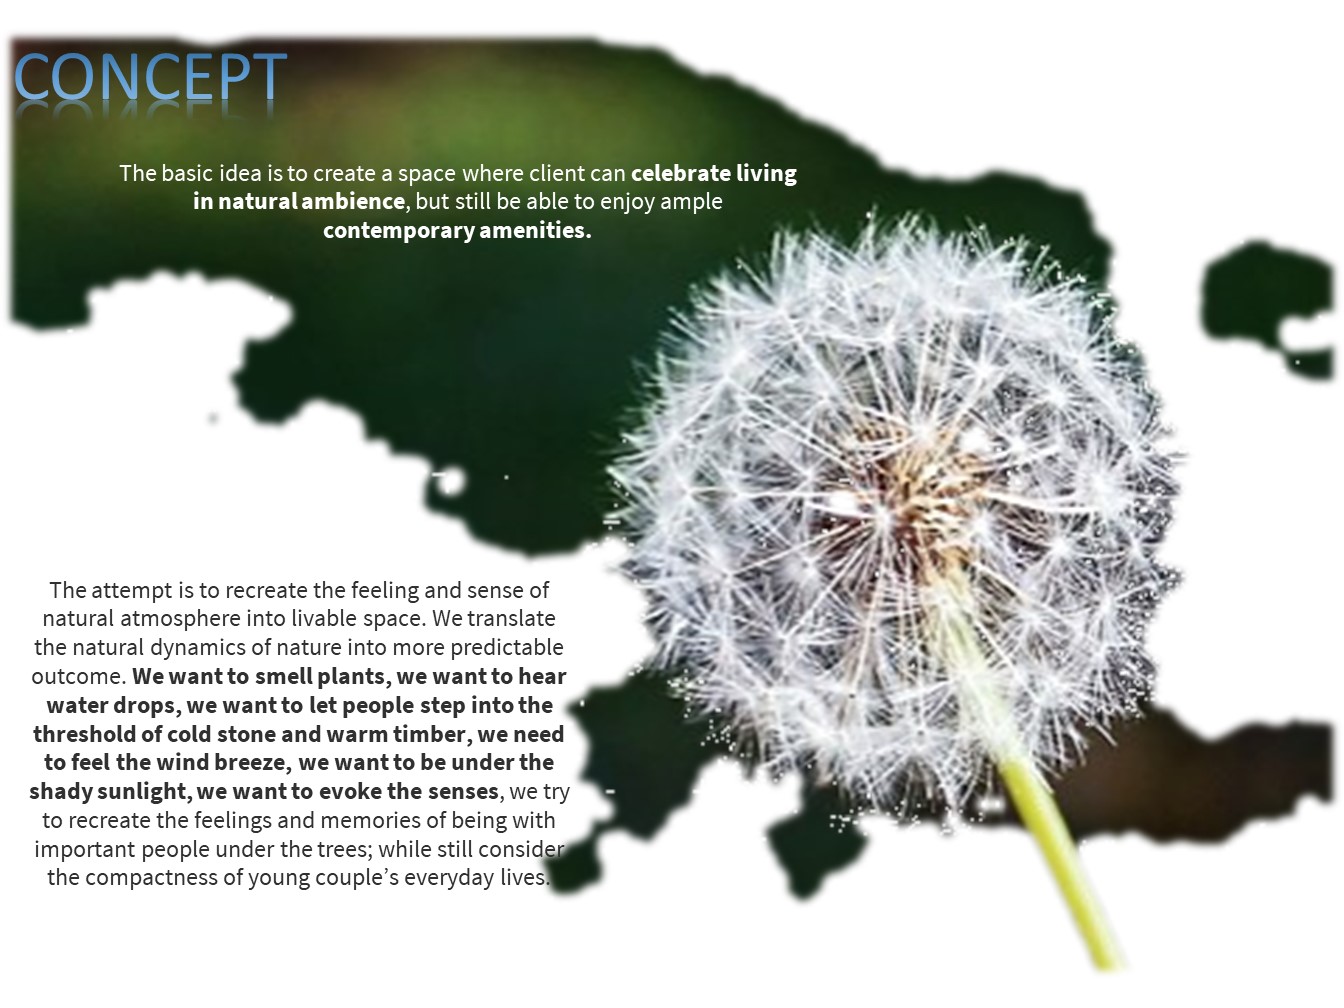 CONCEPT
The basic idea is to create a space where client can celebrate living
in natural ambience, but still be able to enjoy ample
contemporary amenities.
The attempt is to recreate the feeling and sense of
natural atmosphere into livable space. We translate
the natural dynamics of nature into more predictable
outcome. We want to smell plants, we want to hear
water drops, we want to let people step into the
threshold of cold stone and warm timber, we need
to feel the wind breeze, we want to be under the
shady sunlight, we want to evoke the senses, we try
to recreate the feelings and memories of being with
important people under the trees; while still consider
the compactness of young couple’s everyday lives.